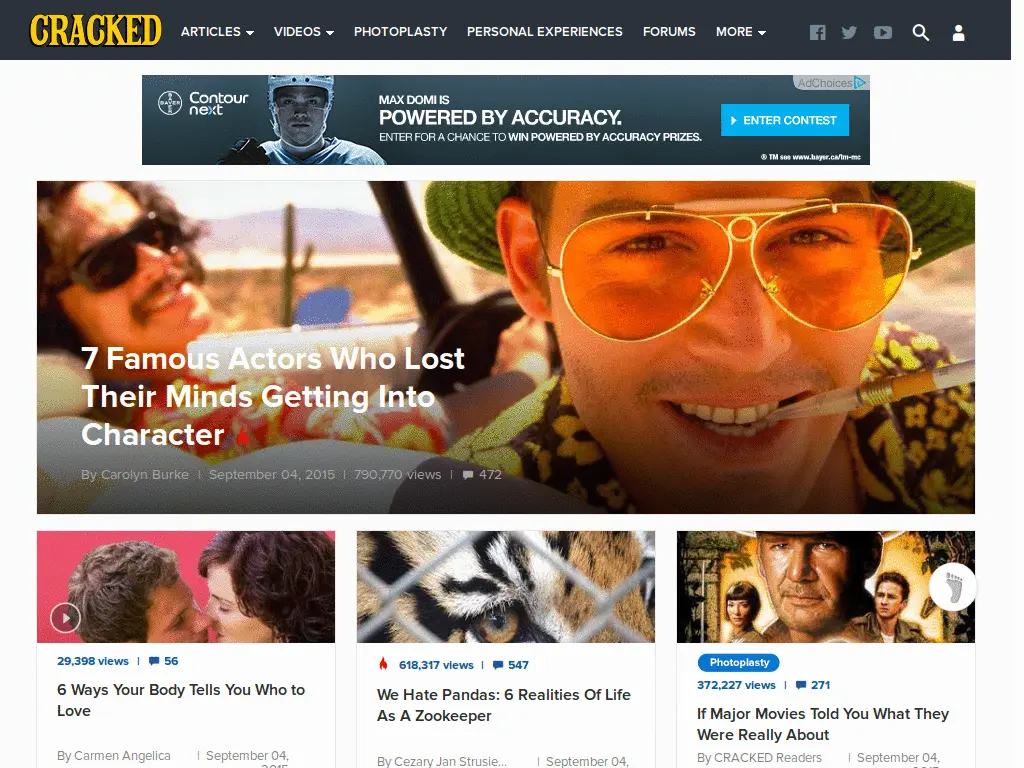 CRACKED ARTICLES VIDEOS PHOTOPLASTY PERSONAL EXPERIENCES FORUMS MORE
AdChoices
BAYER
Contour next
MAX DOMI IS
POWERED BY ACCURACY.
ENTER FOR A CHANCE TO WIN POWERED BY ACCURACY PRIZES.
ENTER CONTEST
® TM see www.bayer.ca/tm-mc
7 Famous Actors Who Lost
Their Minds Getting Into
Character
By Carolyn Burke | September 04, 2015 | 790,770 views | 472
29,398 views | 56
6 Ways Your Body Tells You Who to
Love
By Carmen Angelica | September 04,
2015
618,317 views | 547
We Hate Pandas: 6 Realities Of Life
As A Zookeeper
By Cezary Jan Strusie... | September 04,
Photoplasty
372,227 views | 271
If Major Movies Told You What They
Were Really About
By CRACKED Readers | September 04,
2015